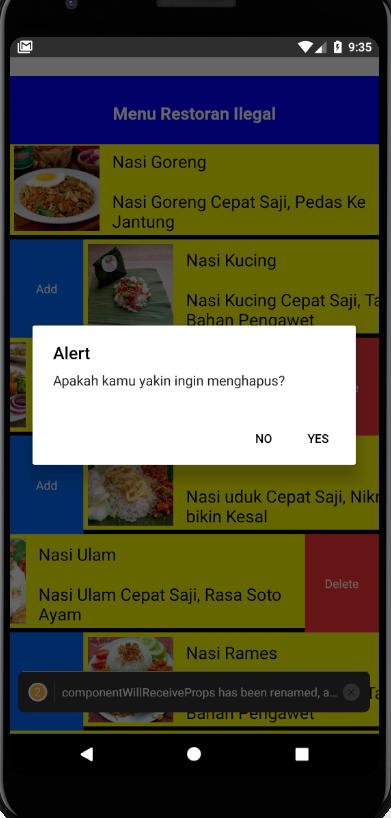 9:35
Menu Restoran Ilegal
Nasi Goreng
Nasi Goreng Cepat Saji, Pedas Ke
Jantung
Add
Nasi Kucing
Nasi Kucing Cepat Saji, Ta
Bahan Pengawet
Alert
Apakah kamu yakin ingin menghapus?
NO
YES
Add
Nasi uduk Cepat Saji, Nikr
bikin Kesal
Nasi Ulam
Nasi Ulam Cepat Saji, Rasa Soto
Ayam
Delete
Nasi Rames
2
componentWillReceiveProps has been renamed, a...
Bahan Pengawet